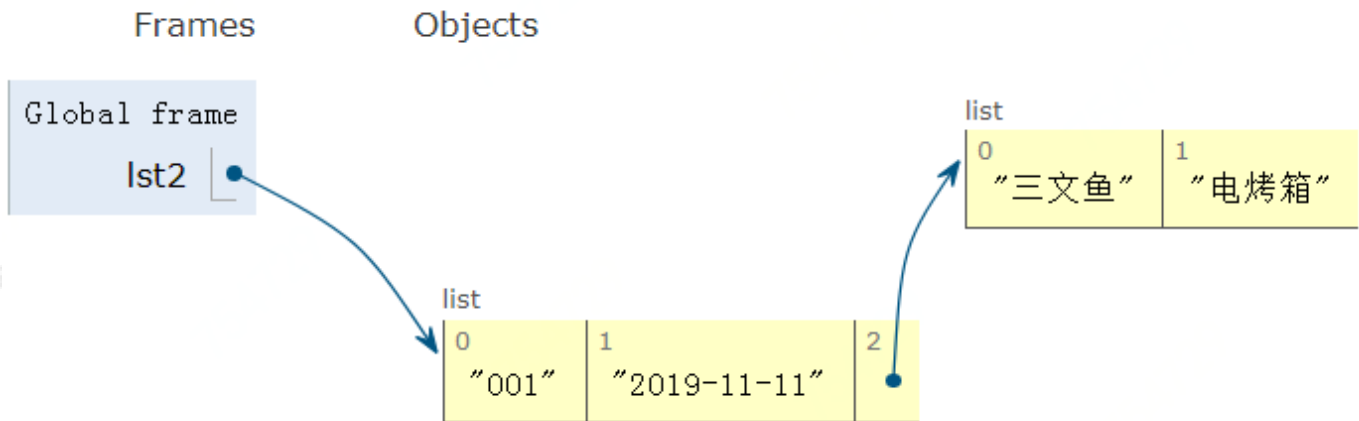 Frames Objects
Global frame
lst2
list
0 1
"三文鱼" "电烤箱"
list
0 1 2
"001" "2019-11-11"